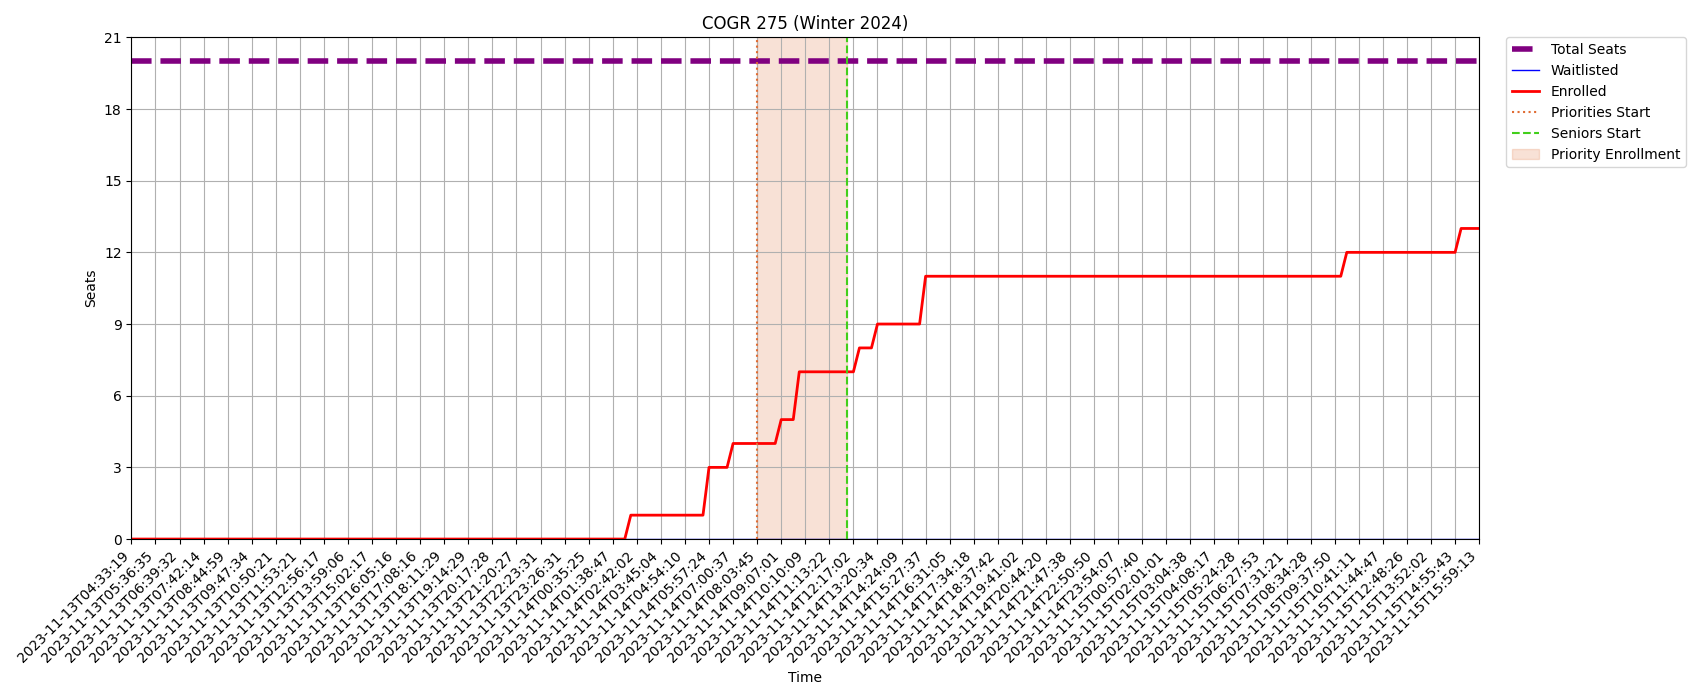 COGR 275 (Winter 2024)
21
18
15
12
9
6
3
0
Seats
Total Seats
Waitlisted
Enrolled
Priorities Start
Seniors Start
Priority Enrollment
2023-11-13T04:33:19
2023-11-13T05:36:35
2023-11-13T06:39:32
2023-11-13T07:42:14
2023-11-13T08:44:59
2023-11-13T09:47:34
2023-11-13T10:50:21
2023-11-13T11:53:21
2023-11-13T12:56:17
2023-11-13T13:59:06
2023-11-13T15:02:17
2023-11-13T16:05:16
2023-11-13T17:08:16
2023-11-13T18:11:29
2023-11-13T19:14:29
2023-11-13T20:17:28
2023-11-13T21:20:27
2023-11-13T22:23:31
2023-11-13T23:26:31
2023-11-14T00:35:25
2023-11-14T01:38:47
2023-11-14T02:42:02
2023-11-14T03:45:04
2023-11-14T04:54:10
2023-11-14T05:57:24
2023-11-14T07:00:37
2023-11-14T08:03:45
2023-11-14T09:07:01
2023-11-14T10:10:09
2023-11-14T11:13:22
2023-11-14T12:17:02
2023-11-14T13:20:34
2023-11-14T14:24:09
2023-11-14T15:27:37
2023-11-14T16:31:05
2023-11-14T17:34:18
2023-11-14T18:37:42
2023-11-14T19:41:02
2023-11-14T20:44:20
2023-11-14T21:47:38
2023-11-14T22:50:50
2023-11-14T23:54:07
2023-11-15T00:57:40
2023-11-15T02:01:01
2023-11-15T03:04:38
2023-11-15T04:08:17
2023-11-15T05:24:28
2023-11-15T06:27:53
2023-11-15T07:31:21
2023-11-15T08:34:28
2023-11-15T09:37:50
2023-11-15T10:41:11
2023-11-15T11:44:47
2023-11-15T12:48:26
2023-11-15T13:52:02
2023-11-15T14:55:43
2023-11-15T15:59:13
Time